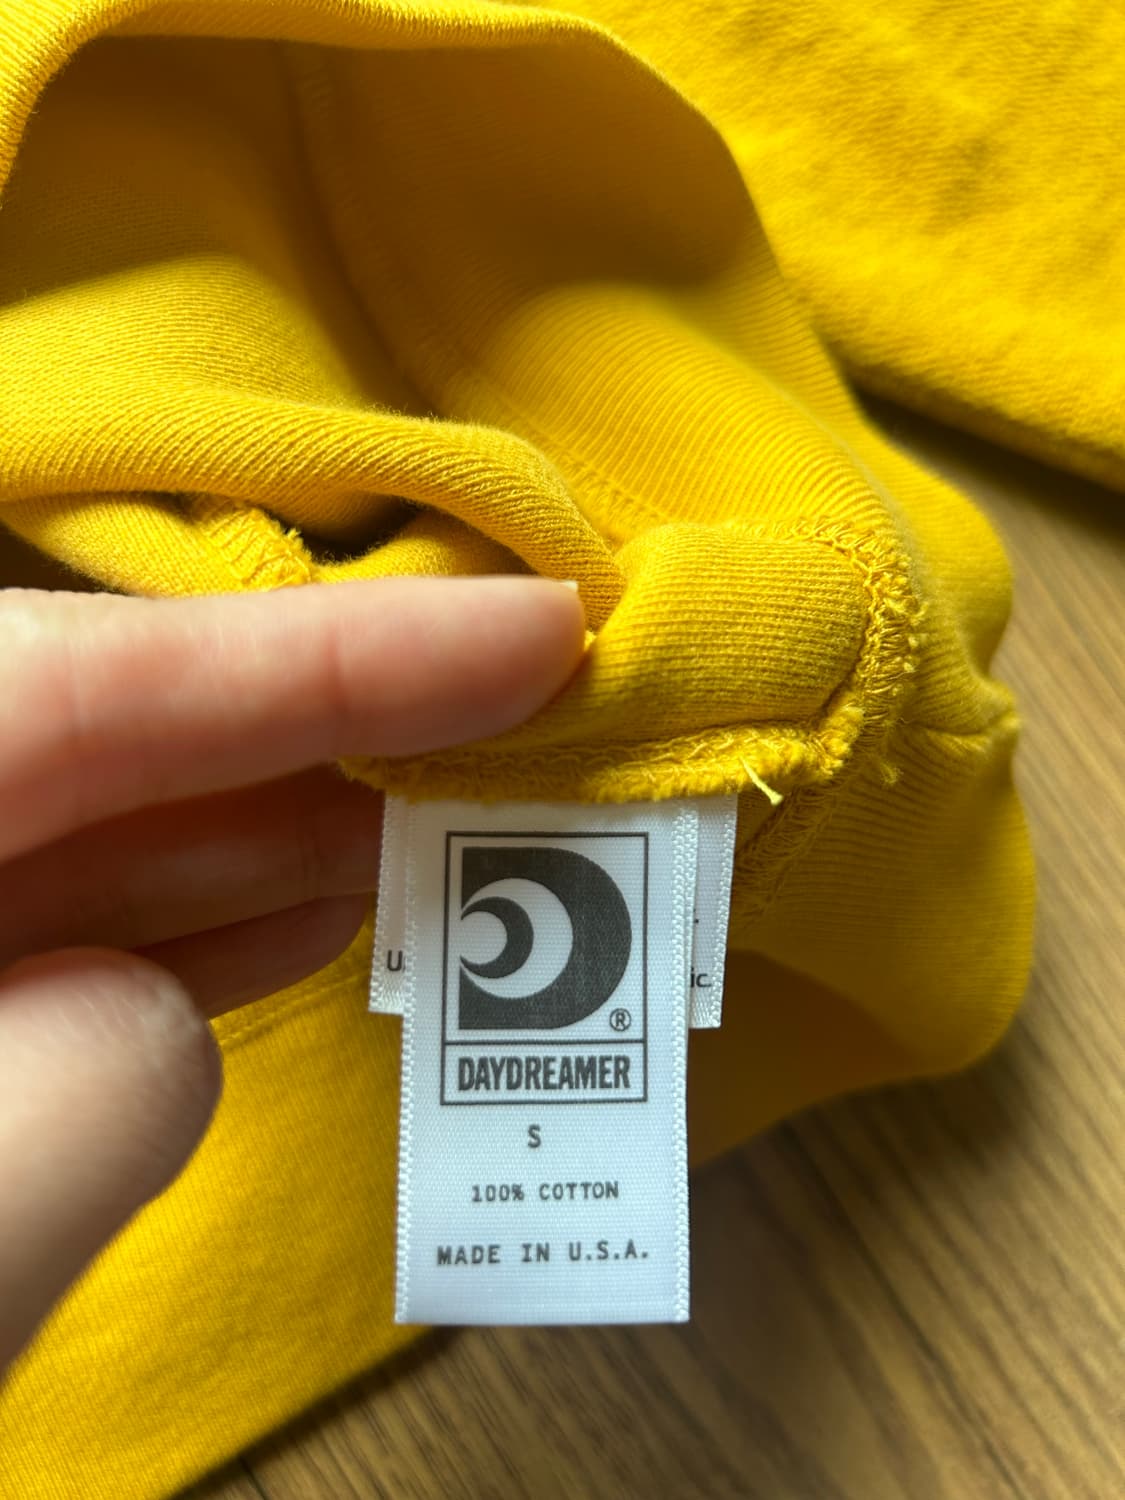 ®
DAYDREAMER
S
100% COTTON
MADE IN U.S.A.